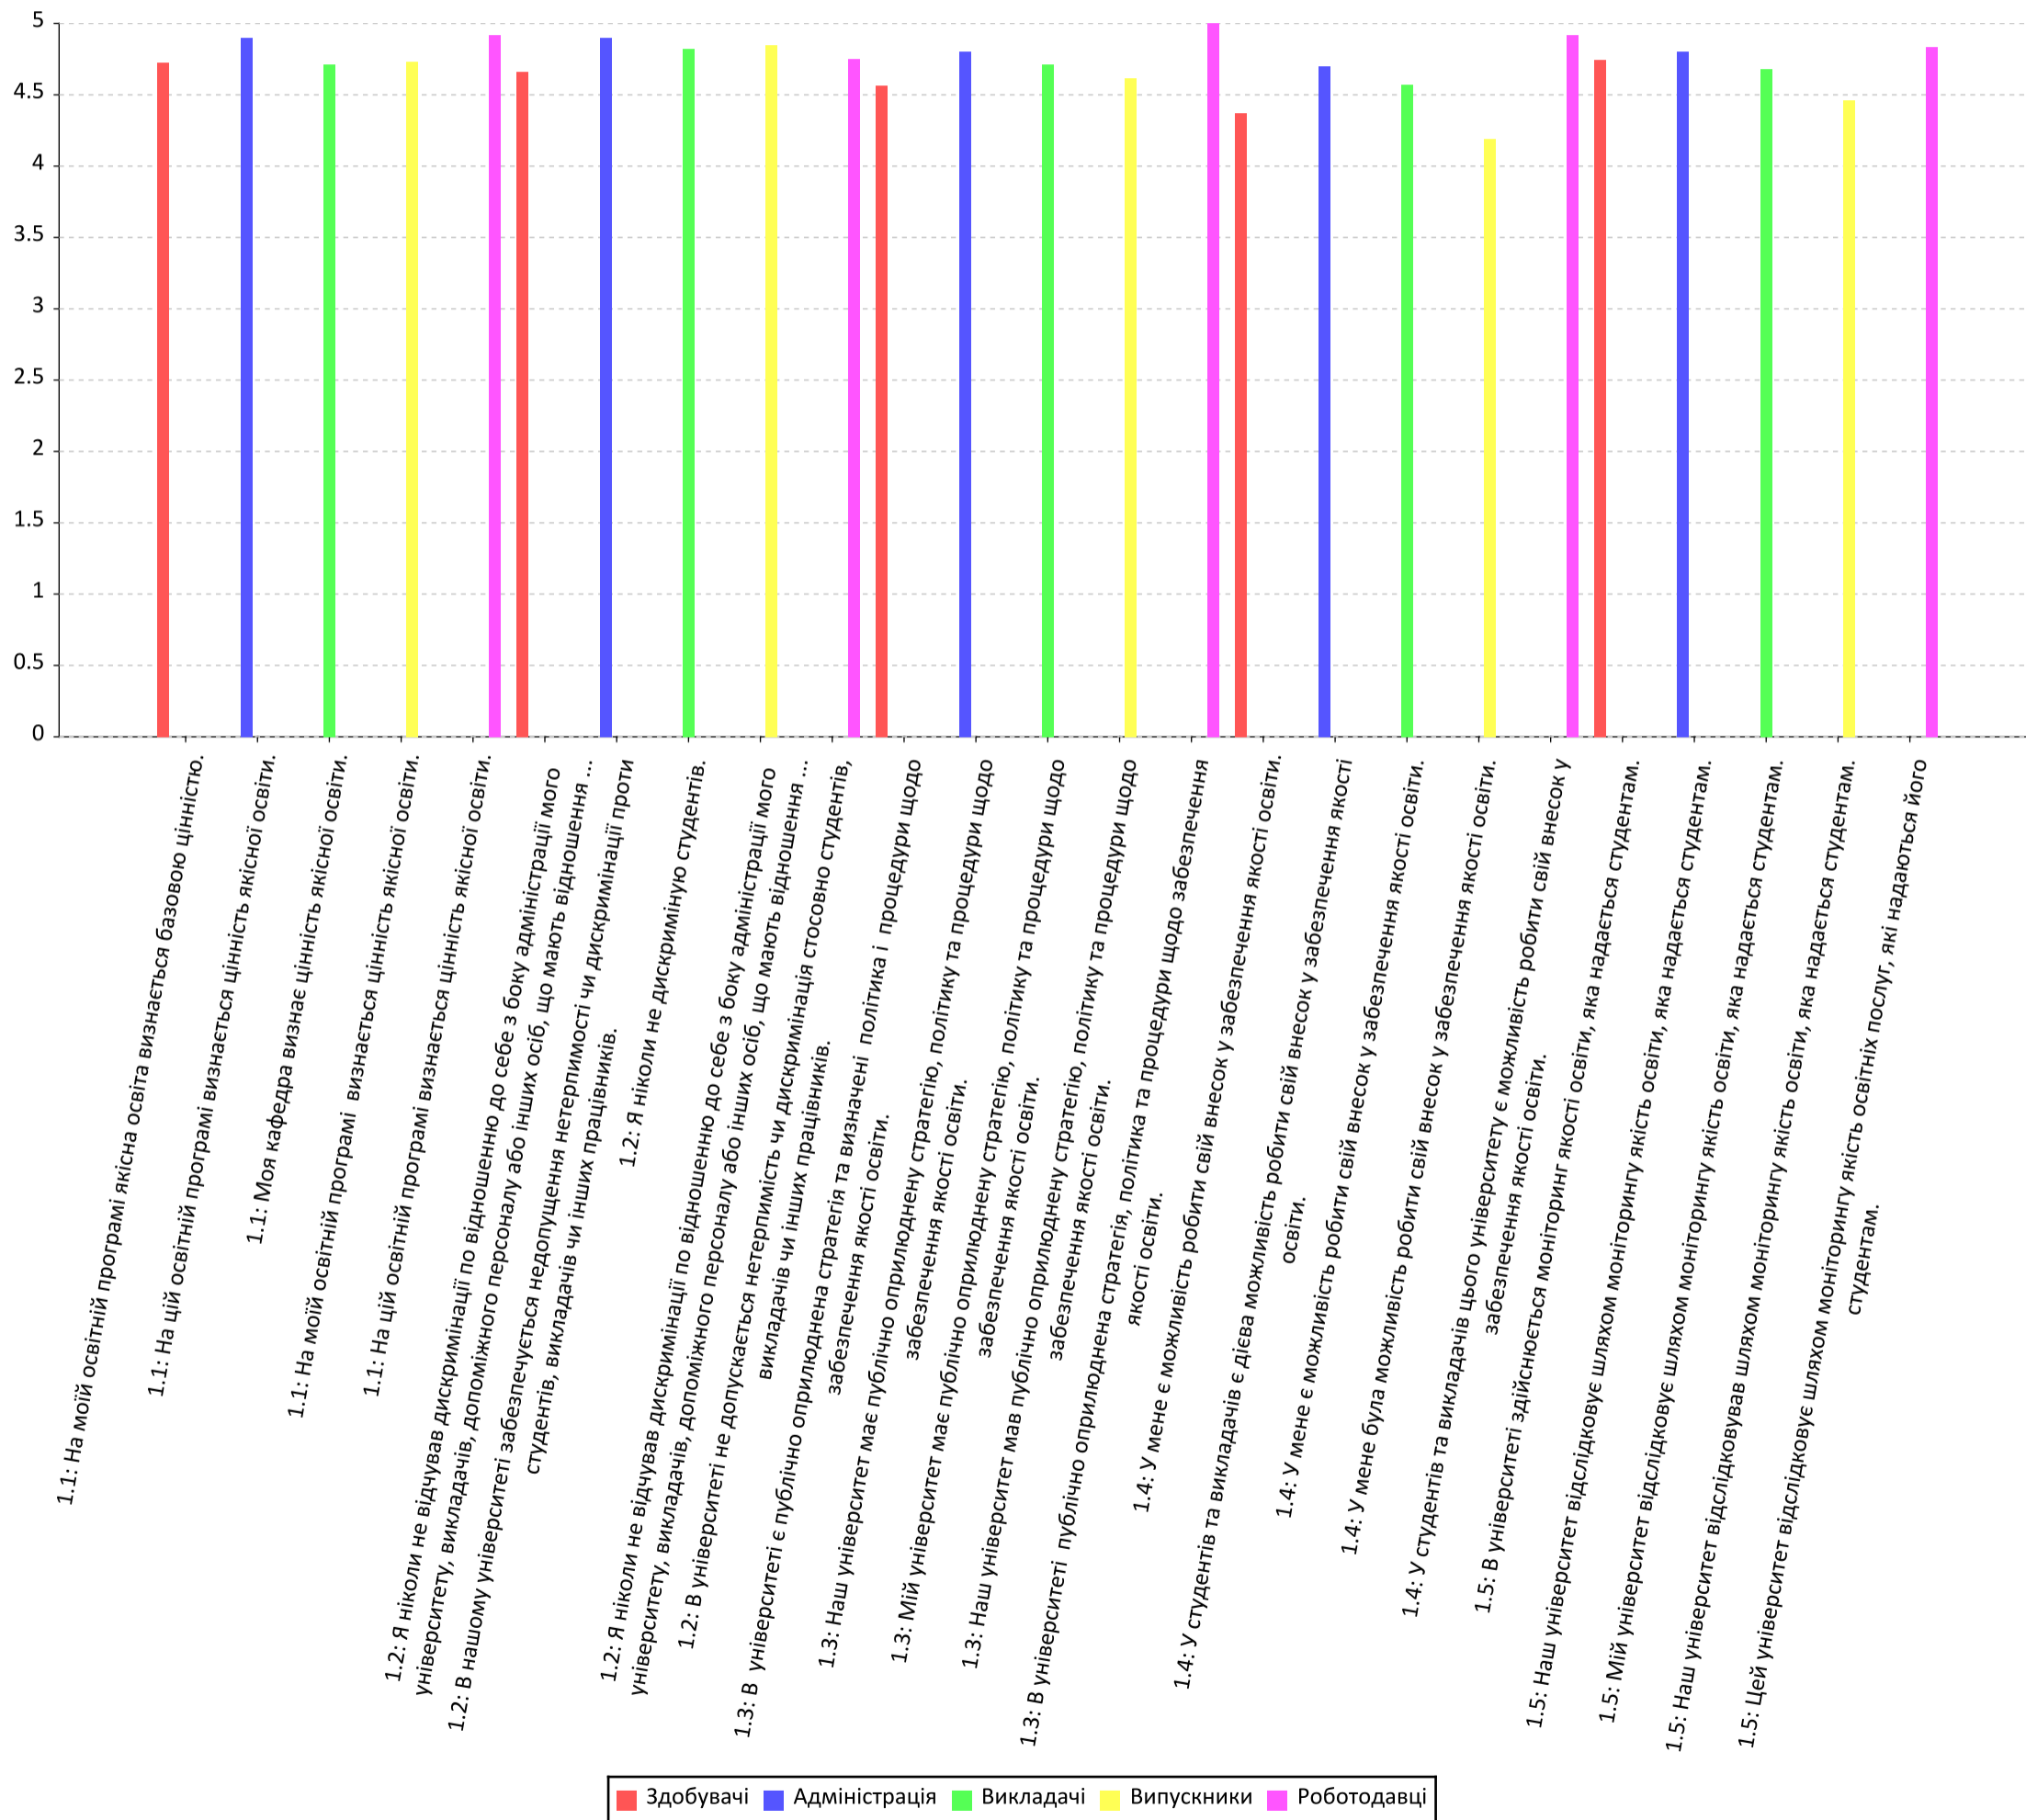 5
4.5
4
3.5
3
2.5
2
1.5
1
0.5
0
1.1: На моїй освітній програмі якісна освіта визнається базовою цінністю.
1.1: На цій освітній програмі визнається цінність якісної освіти.
1.1: Моя кафедра визнає цінність якісної освіти.
1.1: На моїй освітній програмі визнається цінність якісної освіти.
1.1: На цій освітній програмі визнається цінність якісної освіти.
1.2: Я ніколи не відчував дискримінації по відношенню до себе з боку адміністрації мого
університету, викладачів, допоміжного персоналу або інших осіб, що мають відношення ...
1.2: В нашому університеті забезпечується недопущення нетерпимості чи дискримінації проти
студентів, викладачів чи інших працівників.
1.2: Я ніколи не дискриміную студентів.
1.2: Я ніколи не відчував дискримінації по відношенню до себе з боку адміністрації мого
університету, викладачів, допоміжного персоналу або інших осіб, що мають відношення ...
1.2: В університеті не допускається нетерпимість чи дискримінація стосовно студентів,
викладачів чи інших працівників.
1.3: В університеті є публічно оприлюднена стратегія та визначені політика і процедури щодо
забезпечення якості освіти.
1.3: Наш університет має публічно оприлюднену стратегію, політику та процедури щодо
забезпечення якості освіти.
1.3: Мій університет має публічно оприлюднену стратегію, політику та процедури щодо
забезпечення якості освіти.
1.3: Наш університет мав публічно оприлюднену стратегію, політику та процедури щодо
забезпечення якості освіти.
1.3: В університеті публічно оприлюднена стратегія, політика та процедури щодо забезпечення
якості освіти.
1.4: У мене є можливість робити свій внесок у забезпечення якості освіти.
1.4: У студентів та викладачів є дієва можливість робити свій внесок у забезпечення якості
освіти.
1.4: У мене є можливість робити свій внесок у забезпечення якості освіти.
1.4: У мене була можливість робити свій внесок у забезпечення якості освіти.
1.4: У студентів та викладачів цього університету є можливість робити свій внесок у
забезпечення якості освіти.
1.5: В університеті здійснюється моніторинг якості освіти, яка надається студентам.
1.5: Наш університет відслідковує шляхом моніторингу якість освіти, яка надається студентам.
1.5: Мій університет відслідковує шляхом моніторингу якість освіти, яка надається студентам.
1.5: Наш університет відслідковував шляхом моніторингу якість освіти, яка надається студентам.
1.5: Цей університет відслідковує шляхом моніторингу якість освітніх послуг, які надаються його
студентам.
Здобувачі
Адміністрація
Викладачі
Випускники
Роботодавці